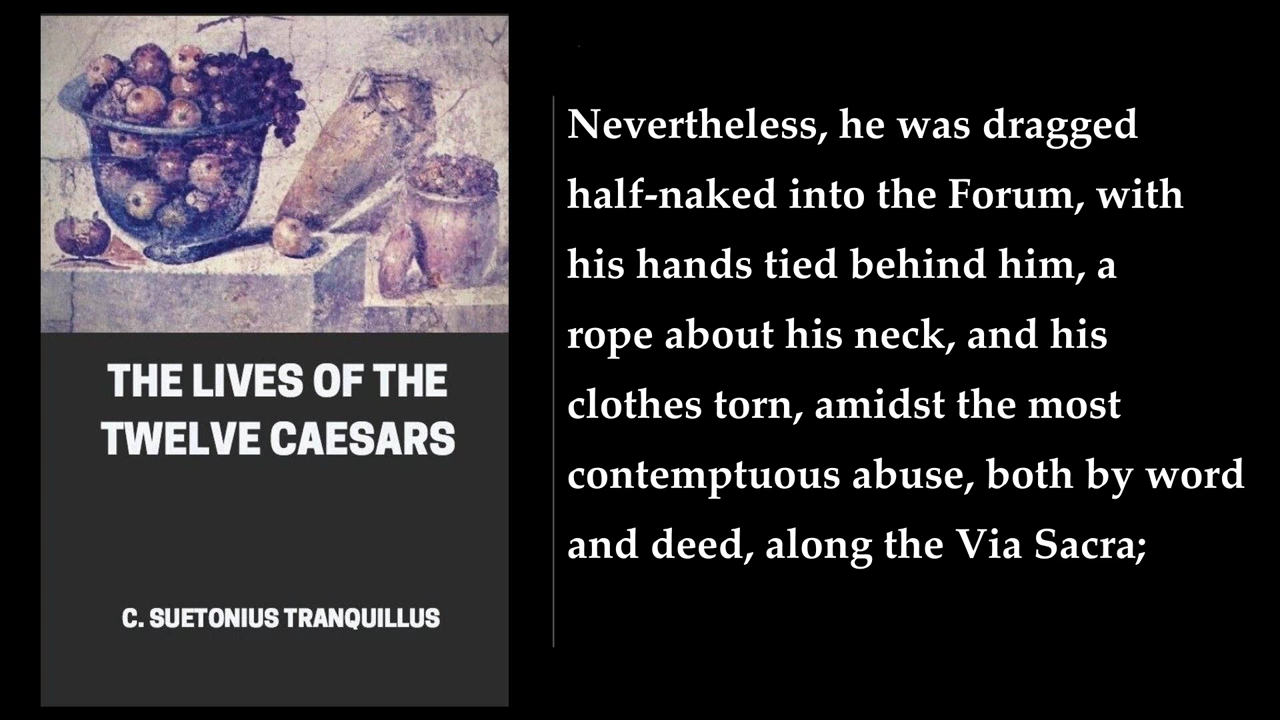 THE LIVES OF THE
TWELVE CAESARS
C. SUETONIUS TRANQUILLUS
Nevertheless, he was dragged
half-naked into the Forum, with
his hands tied behind him, a
rope about his neck, and his
clothes torn, amidst the most
contemptuous abuse, both by word
and deed, along the Via Sacra;